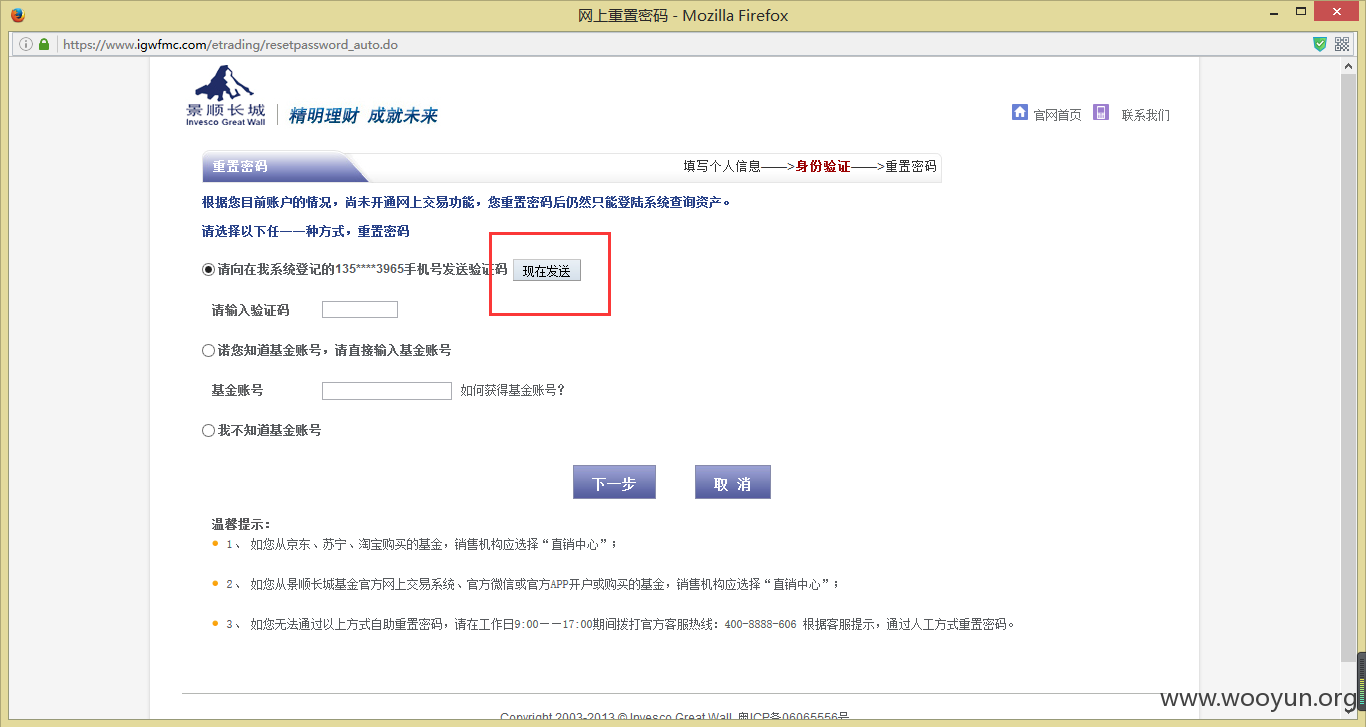 网上重置密码 - Mozilla Firefox
https://www.igwfmc.com/etrading/resetpassword_auto.do
景顺长城
Invesco Great Wall
精明理财 成就未来
官网首页 联系我们
重置密码
填写个人信息——>身份验证——>重置密码
根据您目前账户的情况，尚未开通网上交易功能，您重置密码后仍然只能登陆系统查询资产。
请选择以下任一一种方式，重置密码
请向在我系统登记的135****3965手机号发送验证码 现在发送
请输入验证码
诺您知道基金账号，请直接输入基金账号
基金账号 如何获得基金账号?
我不知道基金账号
下一步 取 消
温馨提示：
1、 如您从京东、苏宁、淘宝购买的基金，销售机构应选择“直销中心”；
2、 如您从景顺长城基金官方网上交易系统、官方微信或官方APP开户或购买的基金，销售机构应选择“直销中心”；
3、 如您无法通过以上方式自助重置密码，请在工作日9:00——17:00期间拨打官方客服热线：400-8888-606 根据客服提示，通过人工方式重置密码。
Copyright 2003-2013 © Invesco Great Wall 粤ICP备06065556号
www.wooyun.org